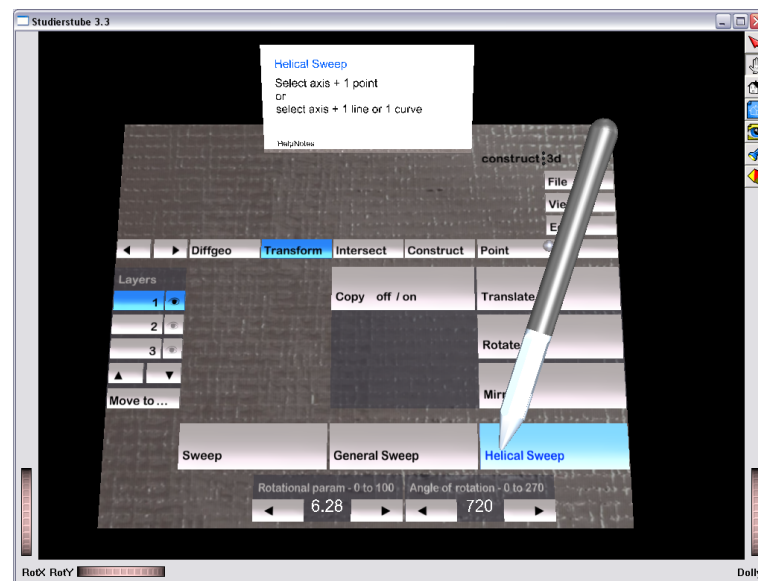 Studierstube 3.3
Helical Sweep
Select axis + 1 point
or
select axis + 1 line or 1 curve
HelpNotes
construct:3d
File
Diffgeo Transform Intersect Construct Point
Layers
1
2
3
Move to ...
Copy off / on
Translate
Rotate
Sweep General Sweep Helical Sweep
Rotational param - 0 to 100 Angle of rotation - 0 to 270
6.28 720
RotX RotY Dolly